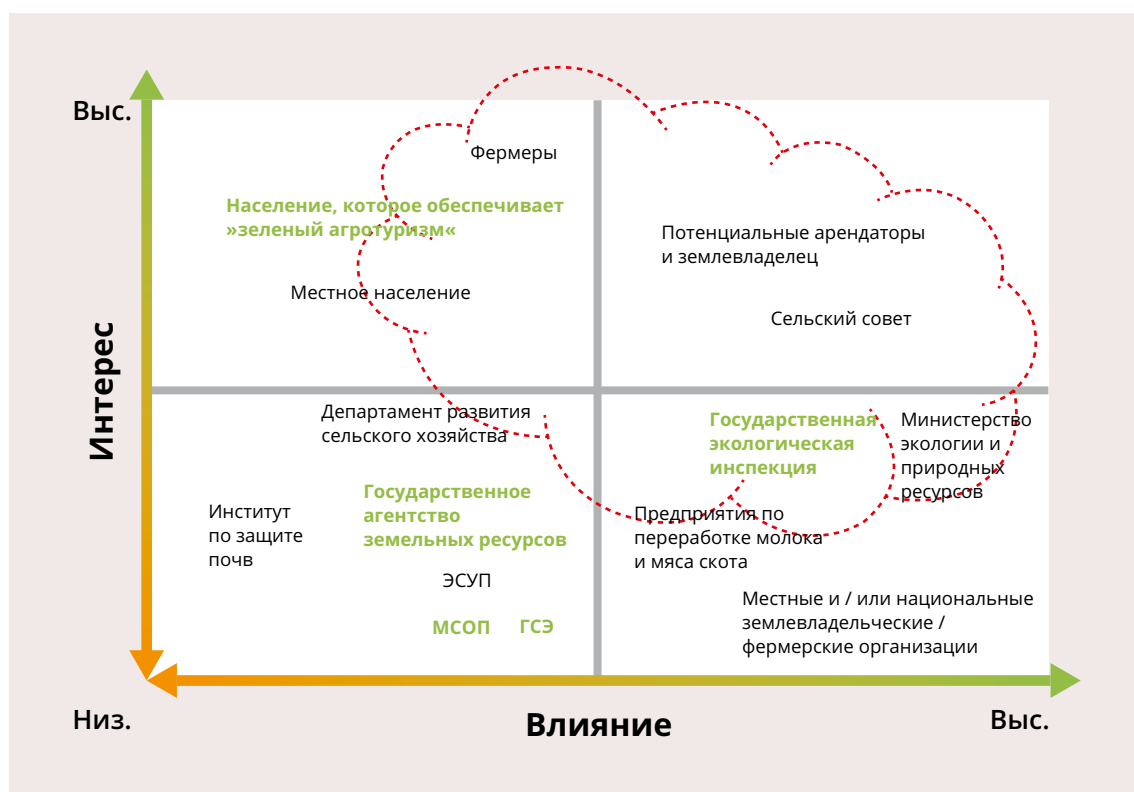 Выс.
Фермеры
Население, которое обеспечивает
»зеленый агротуризм«
Потенциальные арендаторы
и землевладелец
Местное население
Сельский совет
Интерес
Департамент развития
сельского хозяйства
Государственная
экологическая
инспекция
Министерство
экологии и
природных
ресурсов
Государственное
агентство
земельных ресурсов
Институт
по защите
почв
Предприятия по
переработке молока
и мяса скота
ЭСУП
МСОП
ГСЭ
Местные и / или национальные
землевладельческие /
фермерские организации
Низ.
Влияние
Выс.